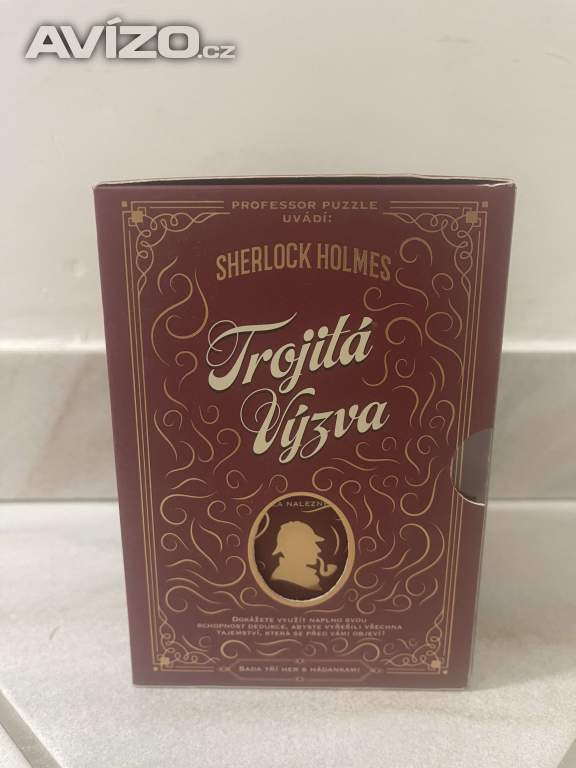 AVÍZO.cz
PROFESSOR PUZZLE
UVÁDÍ:
SHERLOCK HOLMES
Trojitá
Výzva
A NALEZN
DOKÁŽETE VYUŽÍT NAPLNO SVOU
SCHOPNOST DEDUKCE, ABYSTE VYŘEŠILI VŠECHNA
TAJEMSTVÍ, KTERÁ SE PŘED VÁMI OBJEVÍ?
SADA TŘÍ HER S HÁDANKAMI